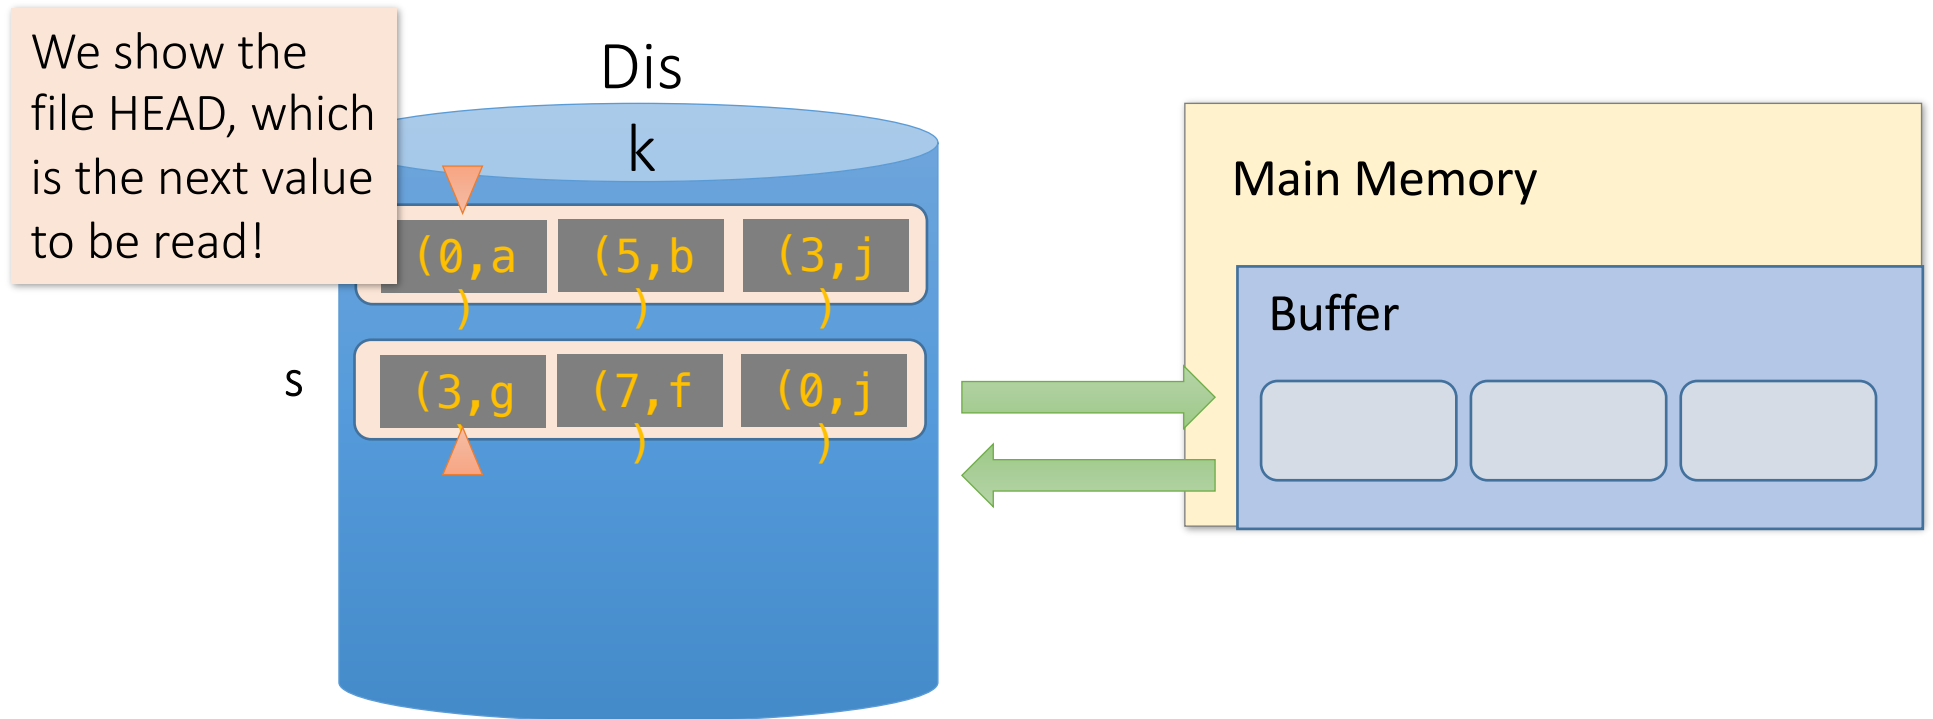 We show the
file HEAD, which
is the next value
to be read!
Dis
k
(0,a
)
(5,b
)
(3,j
)
s
(3,g
(7,f
)
(0,j
)
Main Memory
Buffer